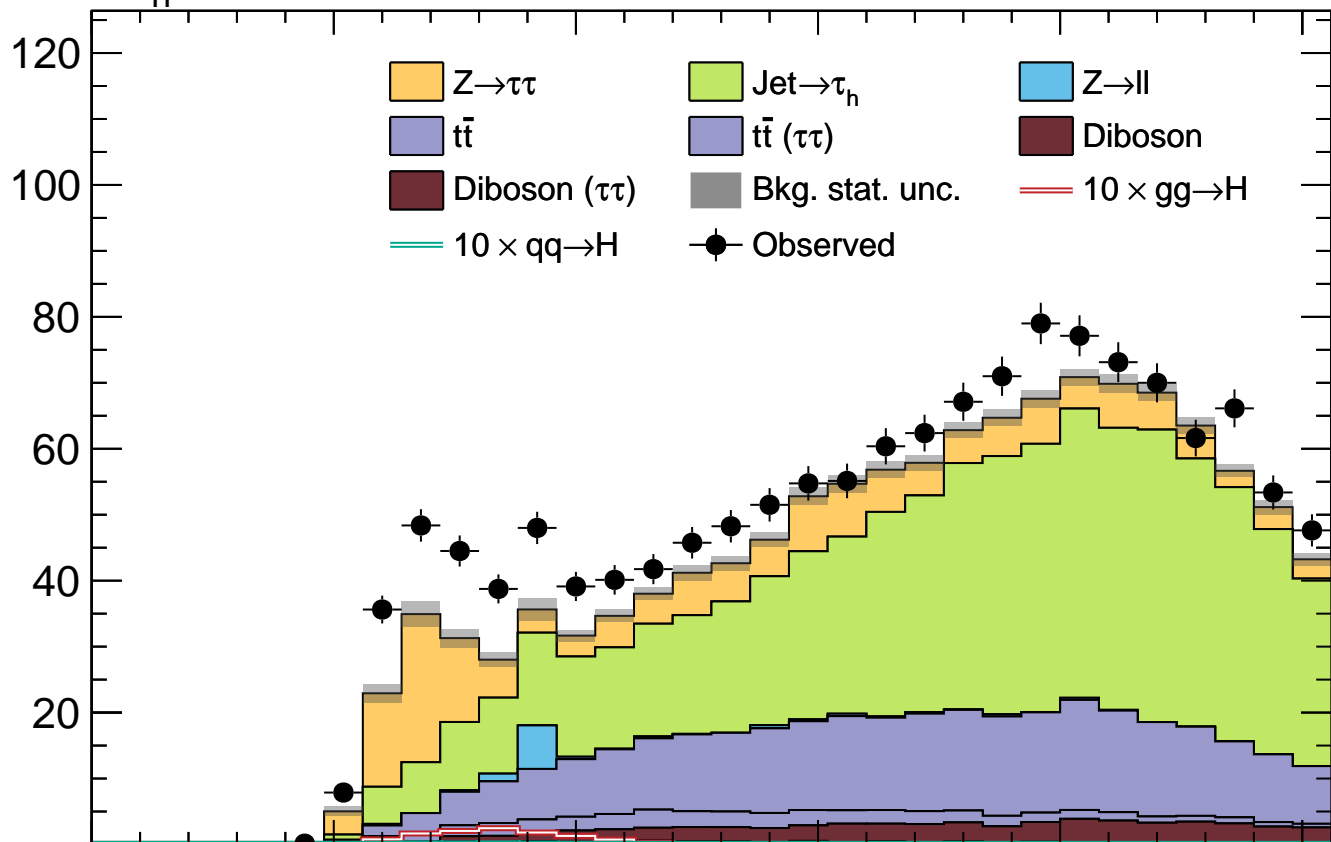 120
Z→ττ Jet→τh Z→ll
tt̄ tt̄ (ττ) Diboson
100
Diboson (ττ) Bkg. stat. unc. 10 × gg→H
10 × qq→H Observed
80
60
40
20